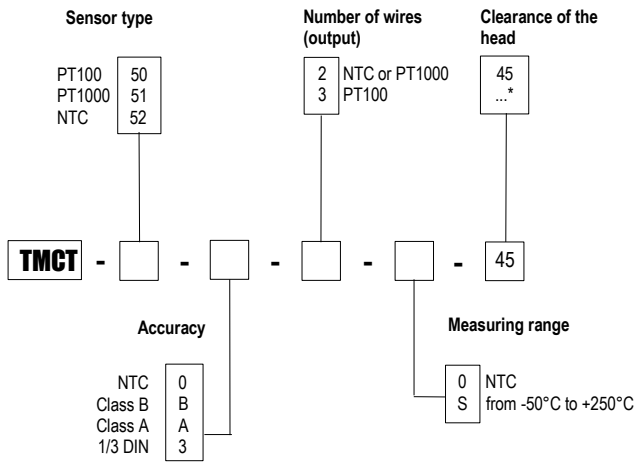 Sensor type
PT100 50
PT1000 51
NTC 52
Number of wires
(output)
2 NTC or PT1000
3 PT100
Clearance of the
head
45
...*
TMCT - - - - - 45
Accuracy
NTC 0
Class B B
Class A A
1/3 DIN 3
Measuring range
0 NTC
S from -50°C to +250°C